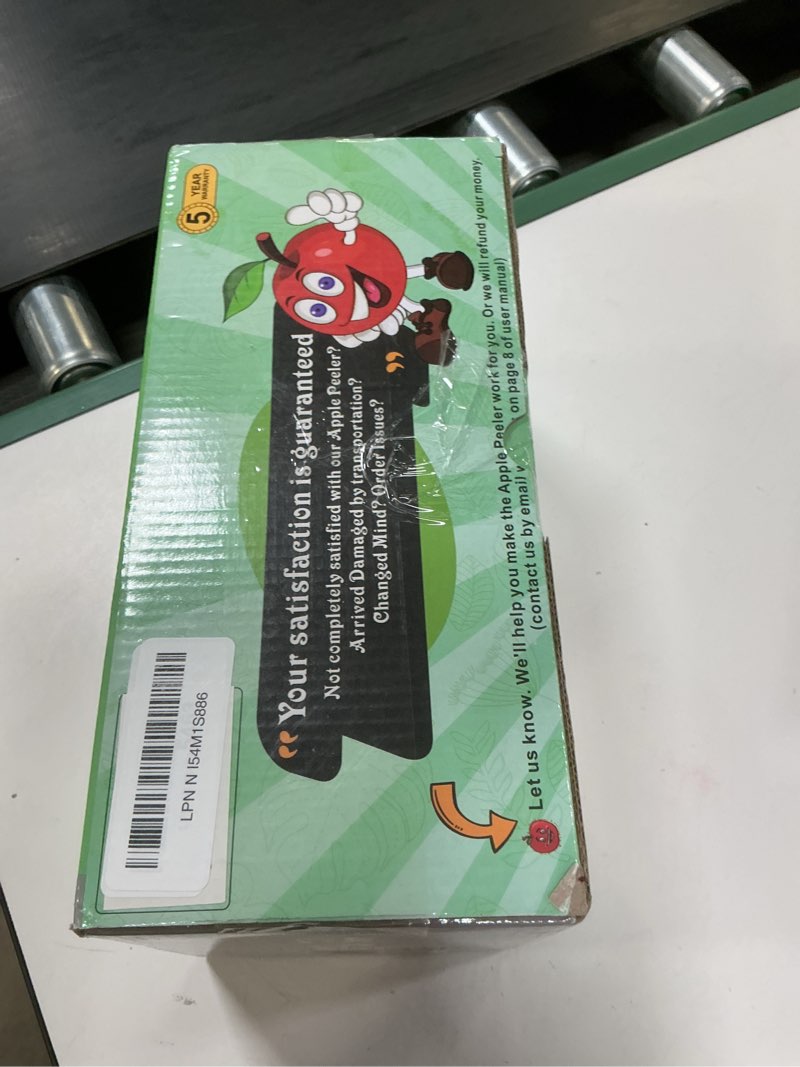 5 YEAR
WARRANTY
“Your satisfaction is guaranteed
Not completely satisfied with our Apple Peeler?
Arrived Damaged by transportation?
Changed Mind? Order Issues?”
Let us know. We'll help you make the Apple Peeler work for you. Or we will refund your money.
(contact us by email on page 8 of user manual)
LPN N I54M1S886